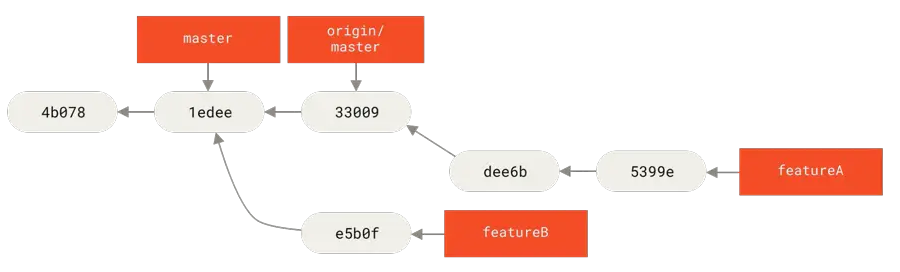 master
origin/
master
4b078
1edee
33009
dee6b
5399e
featureA
e5b0f
featureB